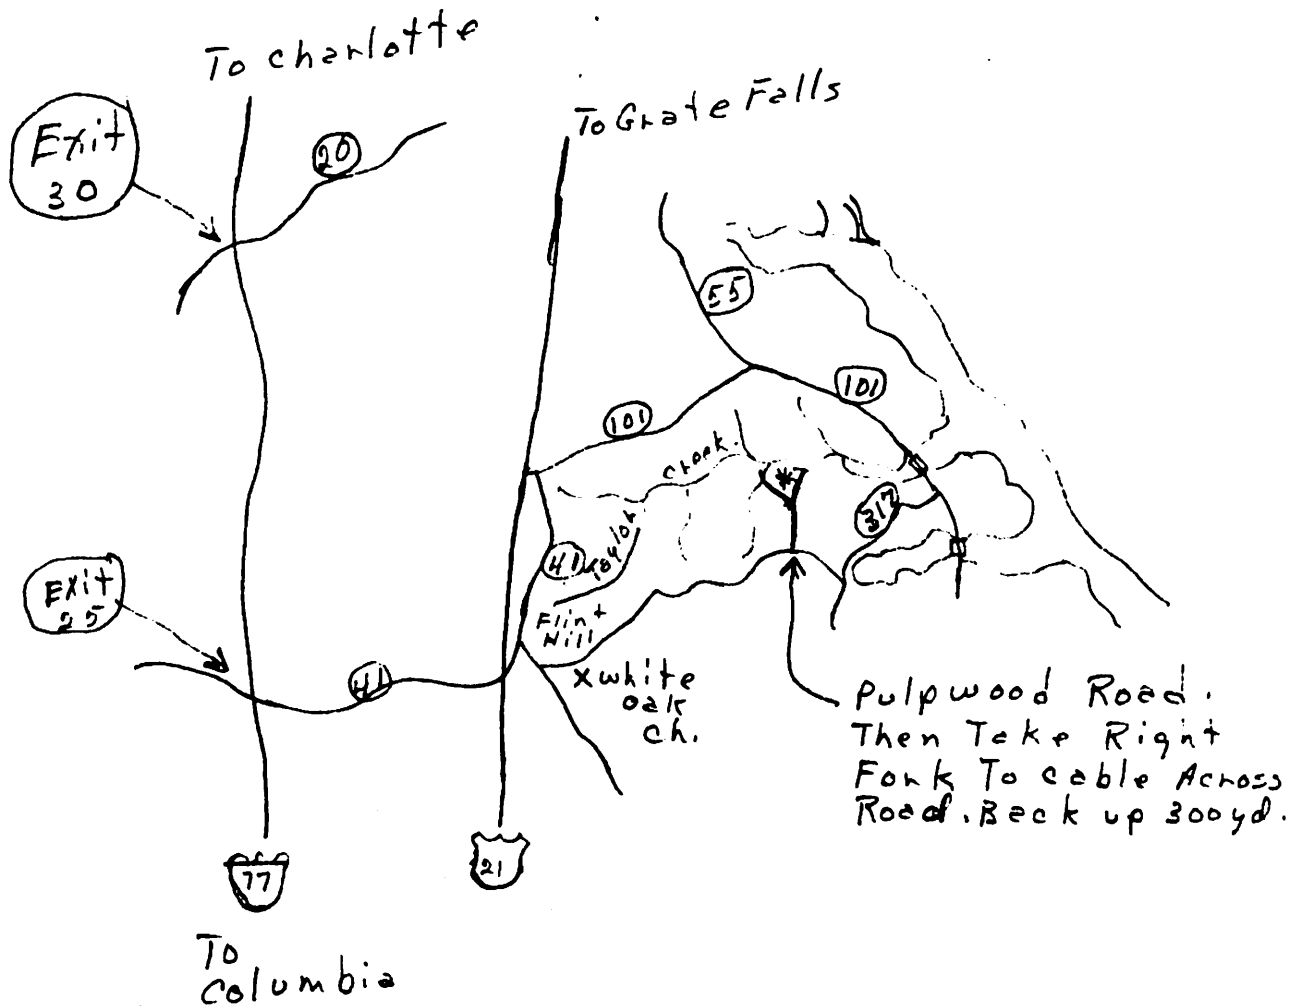 To Charlotte
To Grate Falls
Exit
30
20
55
101
101
Creek
317
41
Taylor
Exit
25
Flint
Hill
41
x white
oak
ch.
Pulpwood Road.
Then Take Right
Fork To cable Across
Road. Back up 300yd.
77
21
To
Columbia